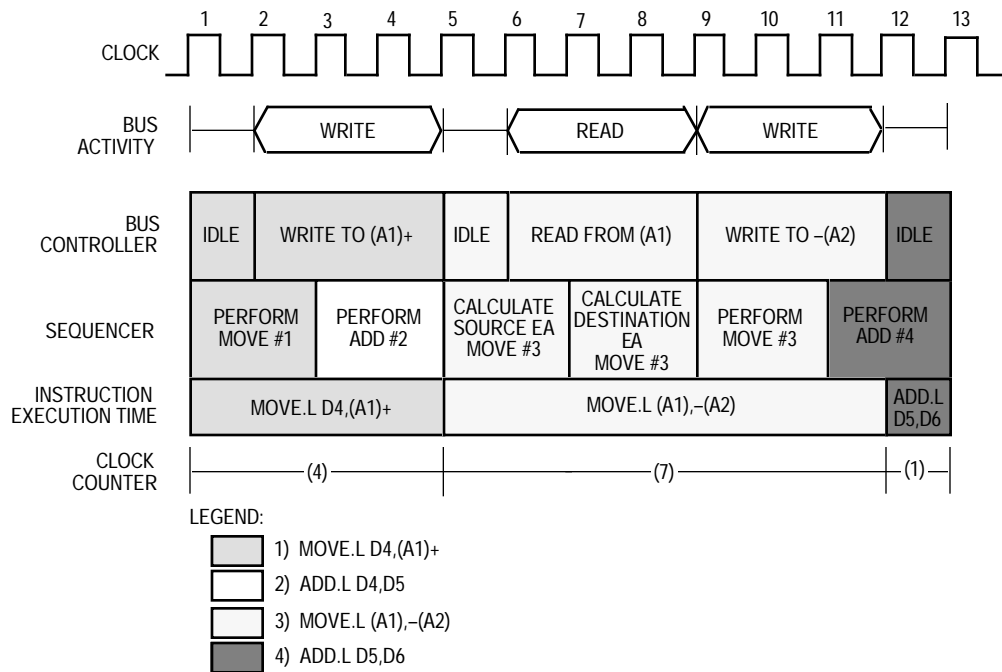 1 2 3 4 5 6 7 8 9 10 11 12 13
CLOCK
BUS
ACTIVITY
WRITE
READ
WRITE
BUS
CONTROLLER
IDLE
WRITE TO (A1)+
IDLE
READ FROM (A1)
WRITE TO –(A2)
IDLE
SEQUENCER
PERFORM
MOVE #1
PERFORM
ADD #2
CALCULATE
SOURCE EA
MOVE #3
CALCULATE
DESTINATION
EA
MOVE #3
PERFORM
MOVE #3
PERFORM
ADD #4
INSTRUCTION
EXECUTION TIME
MOVE.L D4,(A1)+
MOVE.L (A1),–(A2)
ADD.L
D5,D6
CLOCK
COUNTER
(4)
(7)
(1)
LEGEND:
1) MOVE.L D4,(A1)+
2) ADD.L D4,D5
3) MOVE.L (A1),–(A2)
4) ADD.L D5,D6